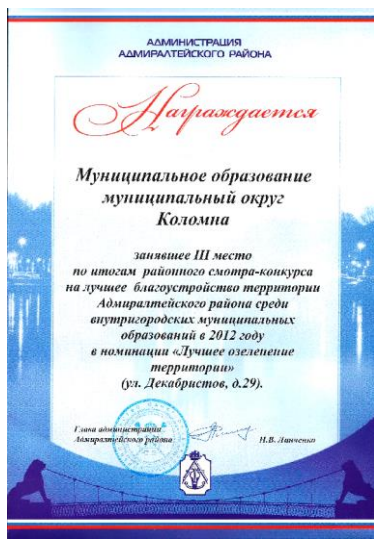 АДМИНИСТРАЦИЯ
АДМИРАЛТЕЙСКОГО РАЙОНА
Награждается
Муниципальное образование
муниципальный округ
Коломна
занявшее III место
по итогам районного смотра-конкурса
на лучшее благоустройство территории
Адмиралтейского района среди
внутригородских муниципальных
образований в 2012 году
в номинации «Лучшее озеленение
территории»
(ул. Декабристов, д.29).
Глава администрации
Адмиралтейского района
Н.В. Линченко